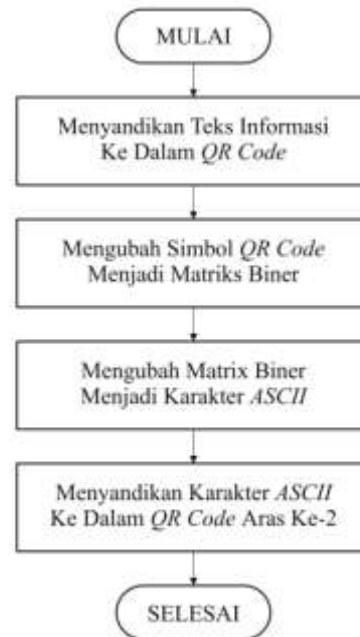 MULAI
Menyandikan Teks Informasi
Ke Dalam QR Code
Mengubah Simbol QR Code
Menjadi Matriks Biner
Mengubah Matrix Biner
Menjadi Karakter ASCII
Menyandikan Karakter ASCII
Ke Dalam QR Code Aras Ke-2
SELESAI